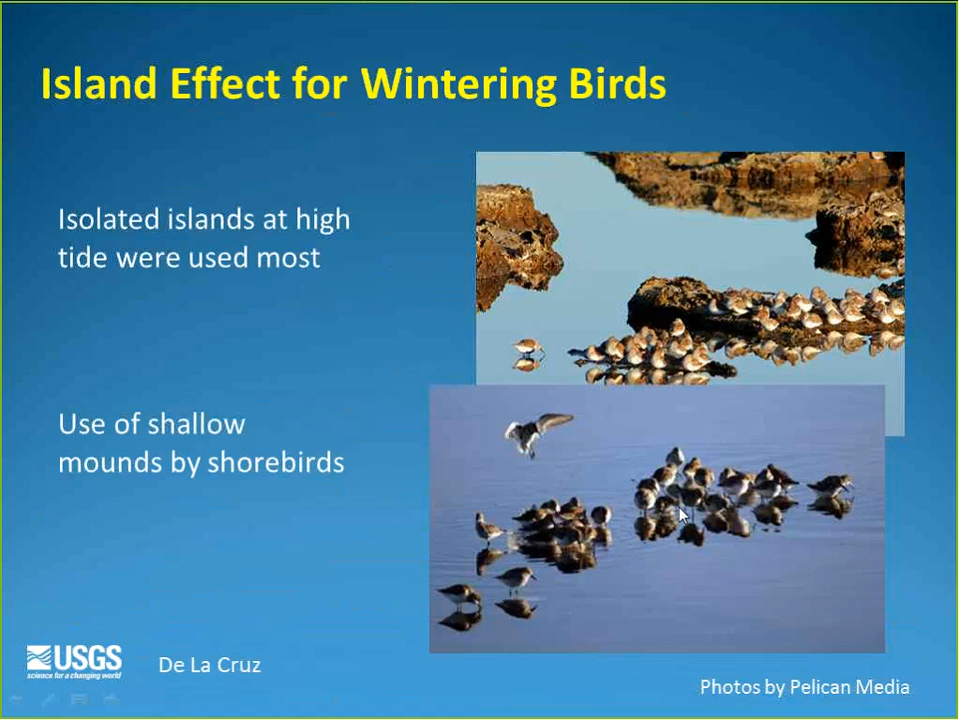 Island Effect for Wintering Birds
Isolated islands at high
tide were used most
Use of shallow
mounds by shorebirds
USGS
science for a changing world
De La Cruz
Photos by Pelican Media